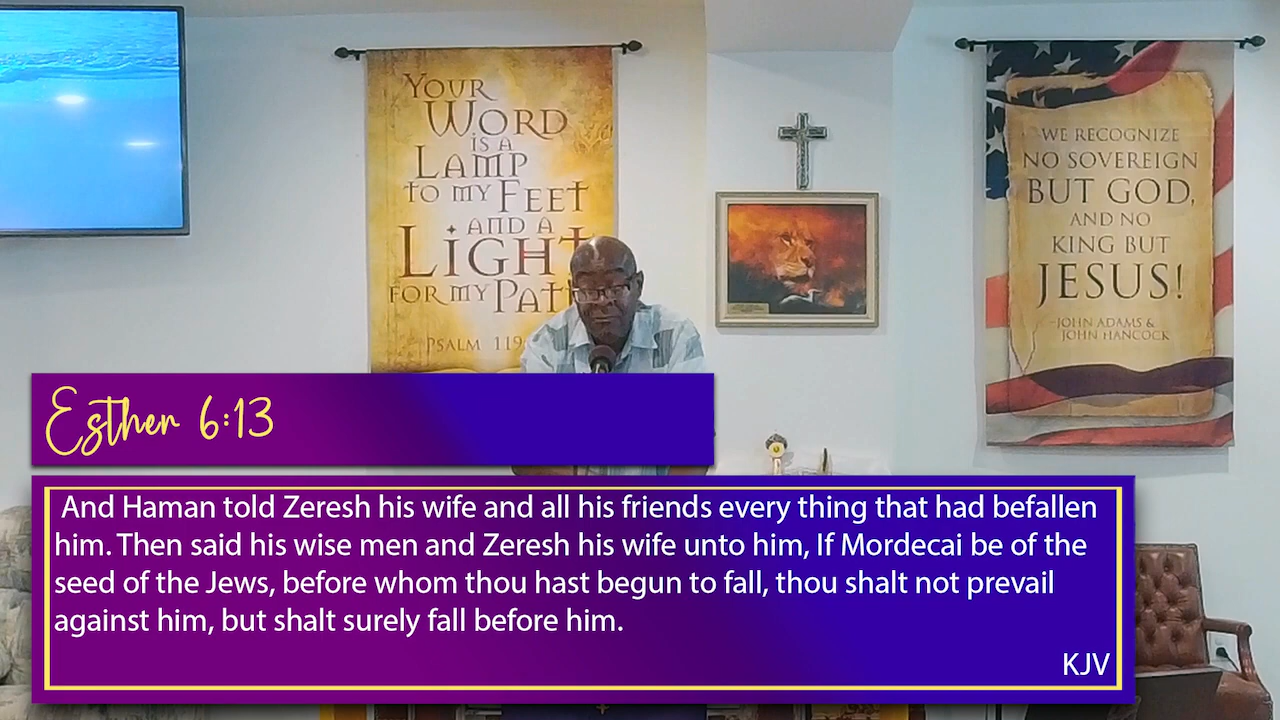 YOUR
WORD
IS A
LAMP
TO MY FEET
AND A
LIGHT
FOR MY PAT
PSALM 119
WE RECOGNIZE
NO SOVEREIGN
BUT GOD,
AND NO
KING BUT
JESUS!
-JOHN ADAMS &
JOHN HANCOCK
Esther 6:13
And Haman told Zeresh his wife and all his friends every thing that had befallen
him. Then said his wise men and Zeresh his wife unto him, If Mordecai be of the
seed of the Jews, before whom thou hast begun to fall, thou shalt not prevail
against him, but shalt surely fall before him.
KJV